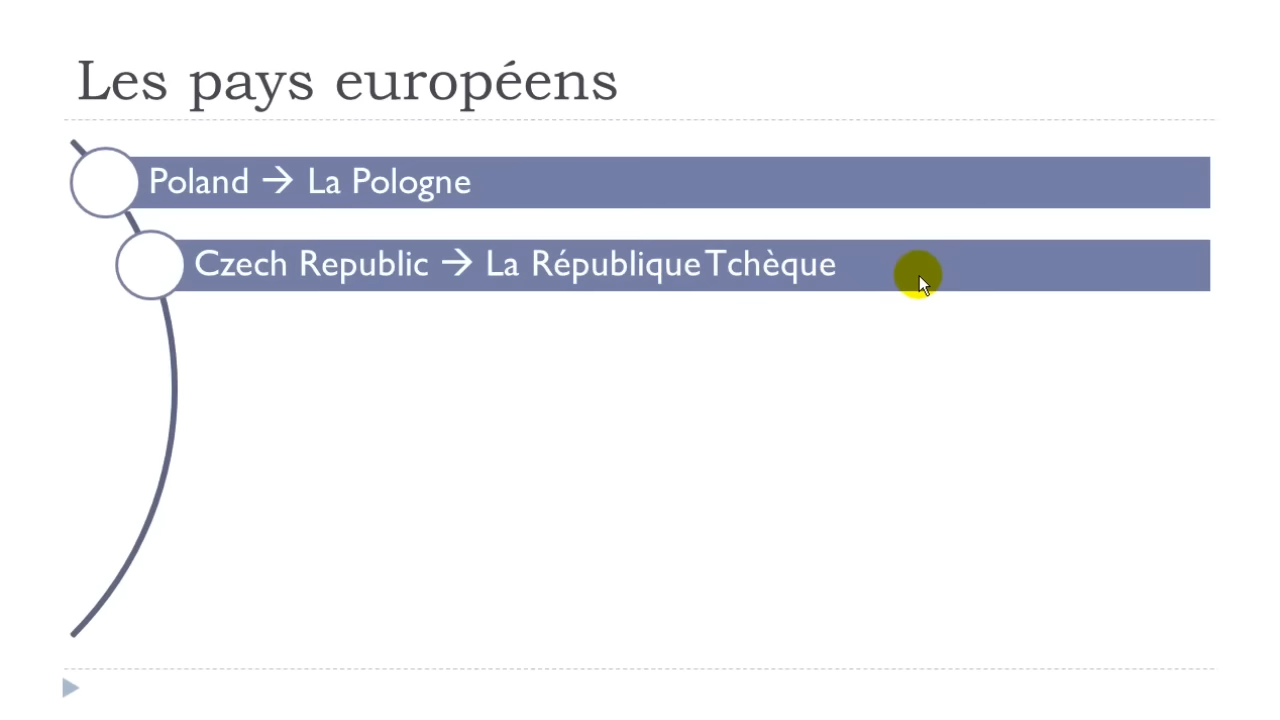 Les pays européens
Poland → La Pologne
Czech Republic → La République Tchèque